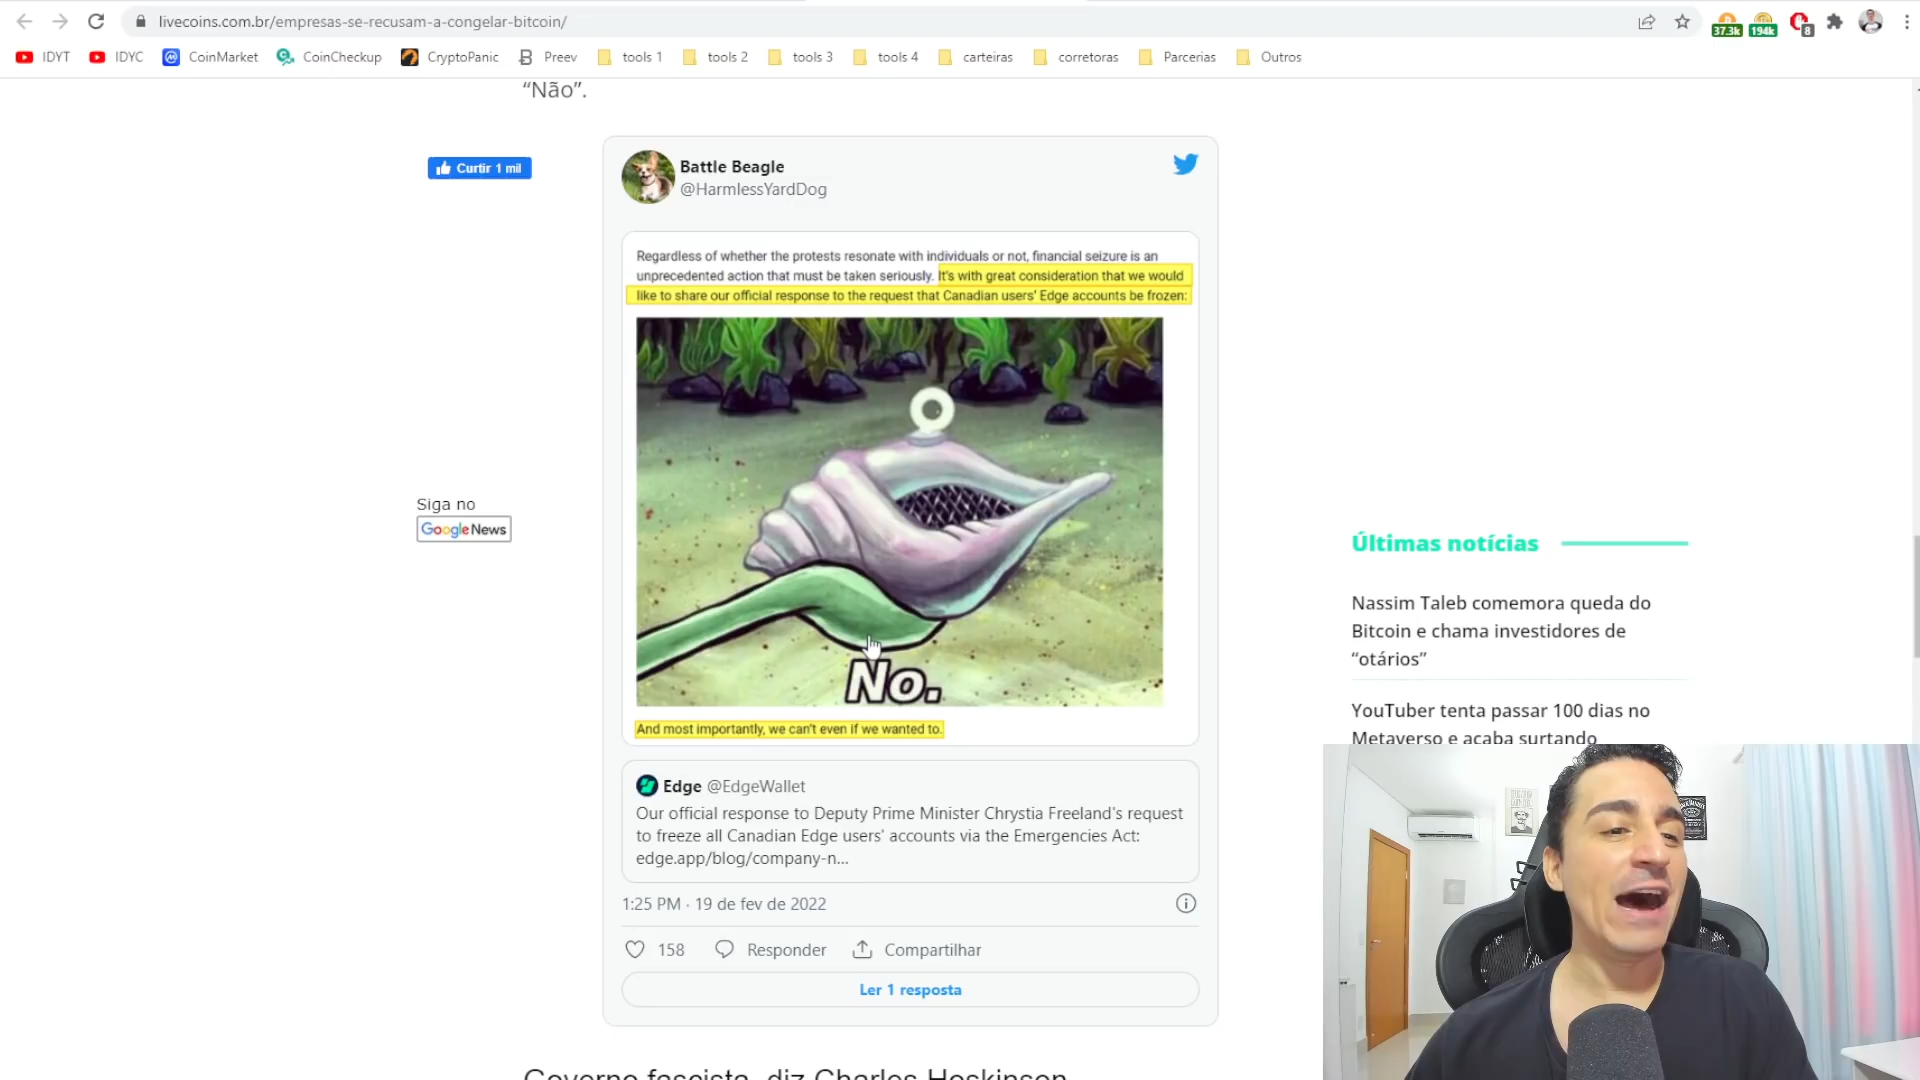 livecoins.com.br/empresas-se-recusam-a-congelar-bitcoin/
37.3k
194k
8
IDYT
IDYC
CoinMarket
CoinCheckup
CryptoPanic
Preev
tools 1
tools 2
tools 3
tools 4
carteiras
corretoras
Parcerias
Outros
“Não”.
Curtir 1 mil
Battle Beagle
@HarmlessYardDog
Regardless of whether the protests resonate with individuals or not, financial seizure is an
unprecedented action that must be taken seriously. It's with great consideration that we would
like to share our official response to the request that Canadian users' Edge accounts be frozen:
No.
And most importantly, we can't even if we wanted to.
Siga no
Google News
Edge @EdgeWallet
Our official response to Deputy Prime Minister Chrystia Freeland's request
to freeze all Canadian Edge users' accounts via the Emergencies Act:
edge.app/blog/company-n...
1:25 PM · 19 de fev de 2022
158
Responder
Compartilhar
Ler 1 resposta
Governo fascista, diz Charles Hoskinson
Últimas notícias
Nassim Taleb comemora queda do
Bitcoin e chama investidores de
“otários”
YouTuber tenta passar 100 dias no
Metaverso e acaba surtando